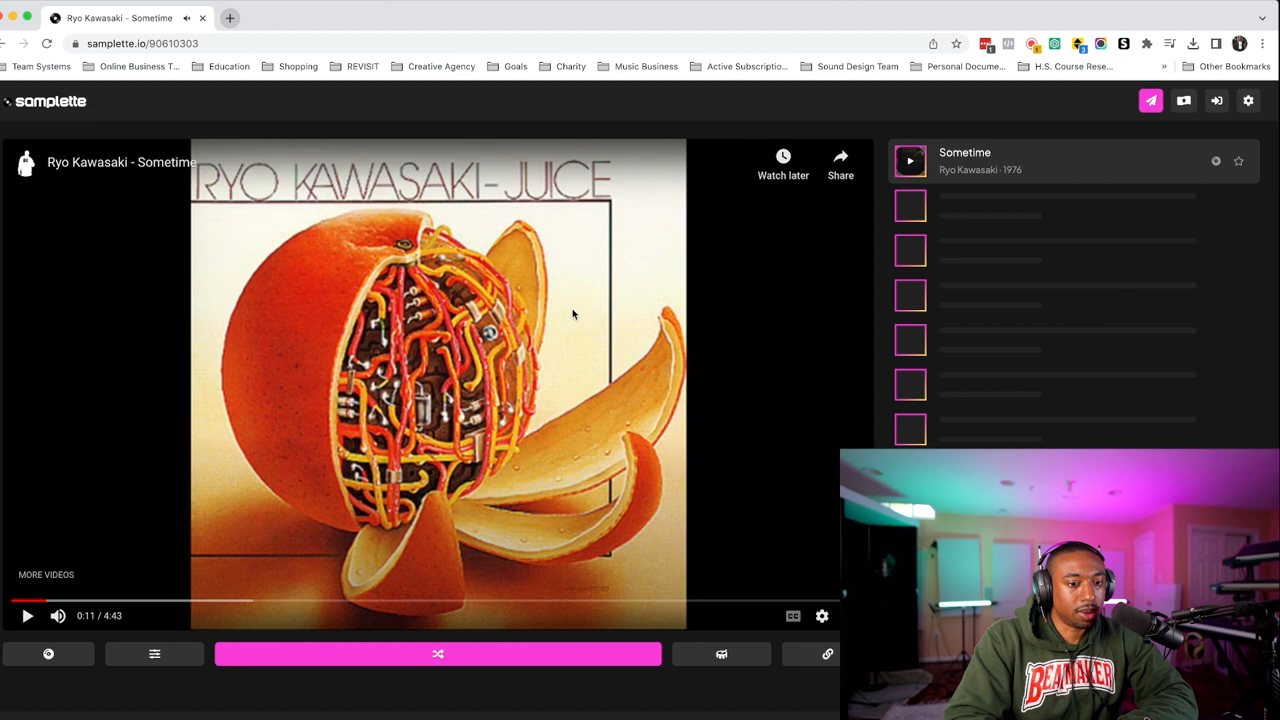 Ryo Kawasaki - Sometime
samplette.io/90610303
Team Systems
Online Business T...
Education
Shopping
REVISIT
Creative Agency
Goals
Charity
Music Business
Active Subscriptio...
Sound Design Team
Personal Docume...
H.S. Course Rese...
»
Other Bookmarks
samplette
Ryo Kawasaki - Sometime
Watch later
Share
RYO KAWASAKI-JUICE
Sometime
Ryo Kawasaki · 1976
MORE VIDEOS
0:11 / 4:43
CC
BEATMAKER